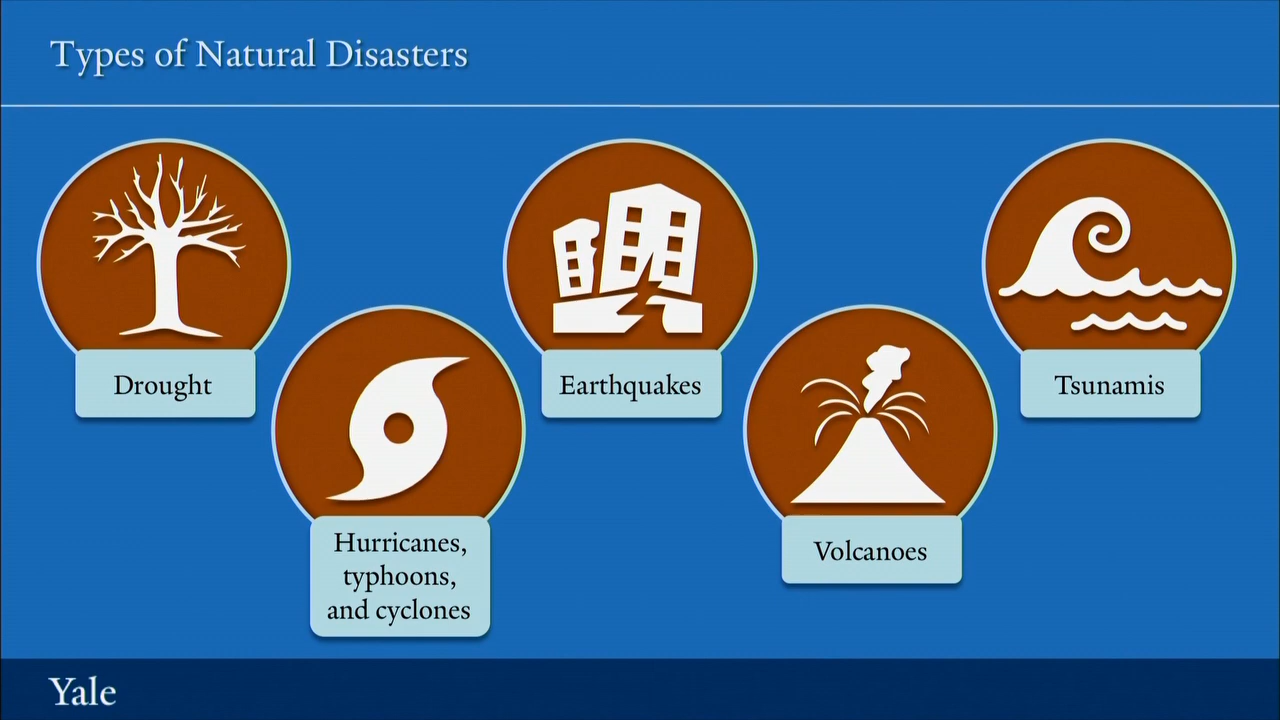 Types of Natural Disasters
Drought
Hurricanes,
typhoons,
and cyclones
Earthquakes
Volcanoes
Tsunamis
Yale